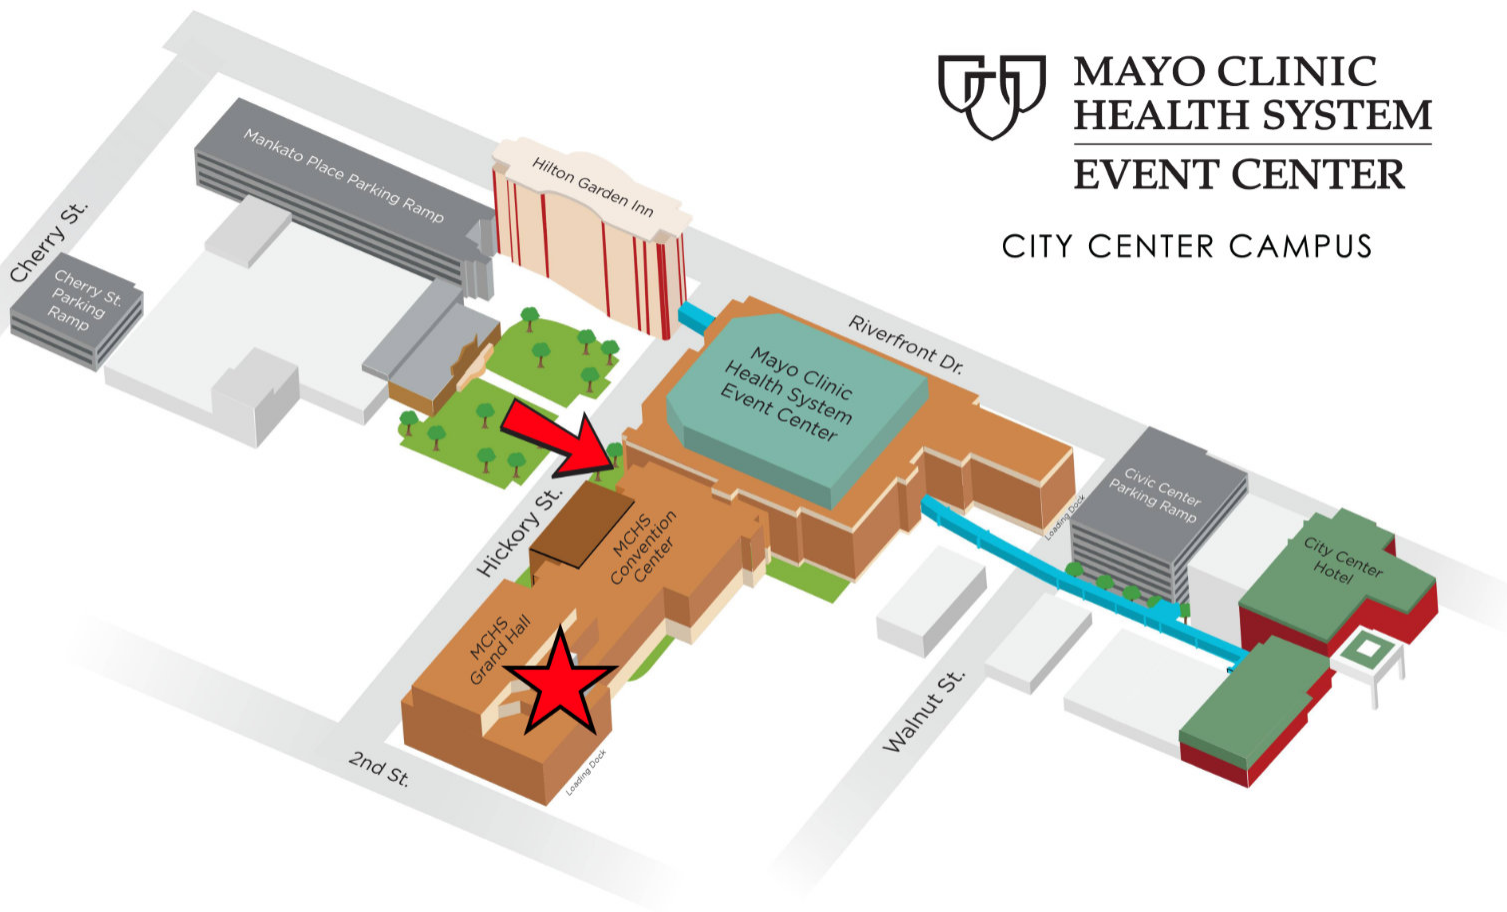 MAYO CLINIC
HEALTH SYSTEM
EVENT CENTER
CITY CENTER CAMPUS
Mankato Place Parking Ramp
Hilton Garden Inn
Cherry St.
Cherry St.
Parking
Ramp
Riverfront Dr.
Mayo Clinic
Health System
Event Center
Hickory St.
MCHS
Convention
Center
MCHS
Grand Hall
Loading Dock
2nd St.
Loading Dock
Civic Center
Parking Ramp
City Center
Hotel
Walnut St.